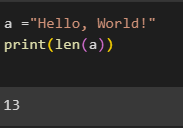 a ="Hello, World!"
print(len(a))
13